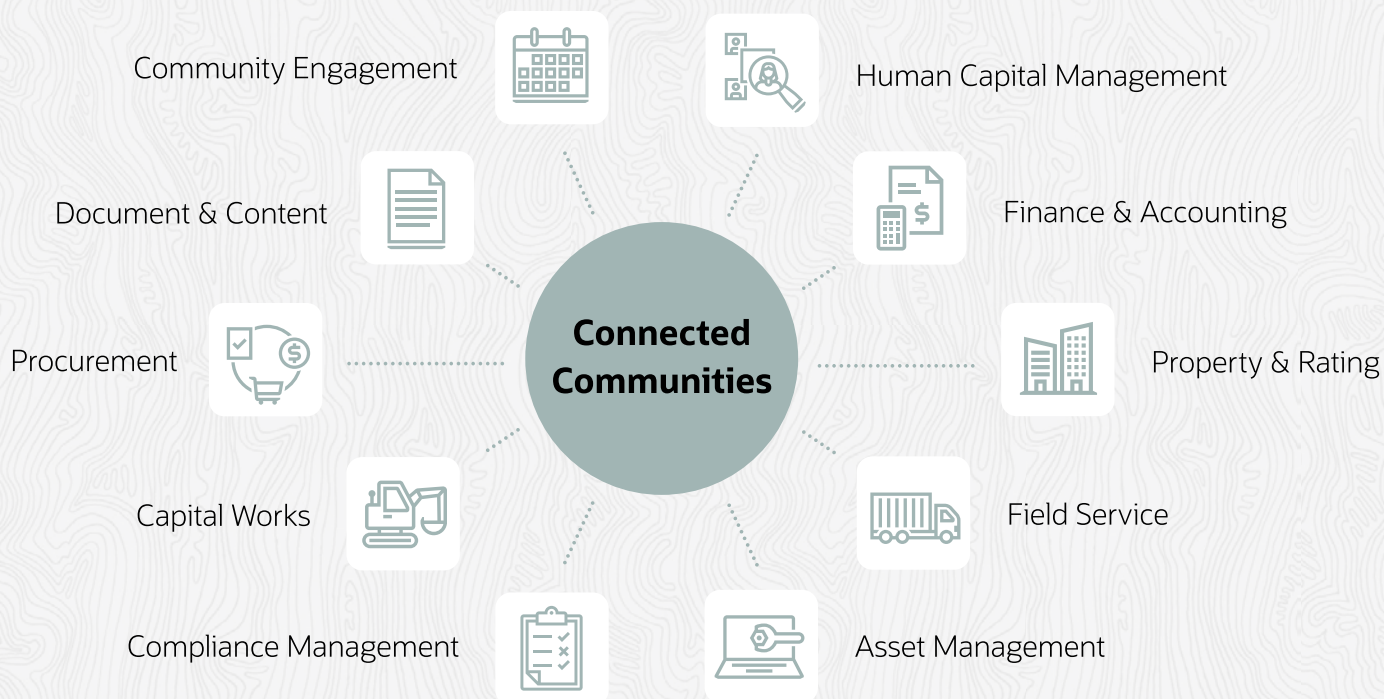 Community Engagement
Human Capital Management
Document & Content
Finance & Accounting
Connected
Communities
Procurement
Property & Rating
Capital Works
Field Service
Compliance Management
Asset Management